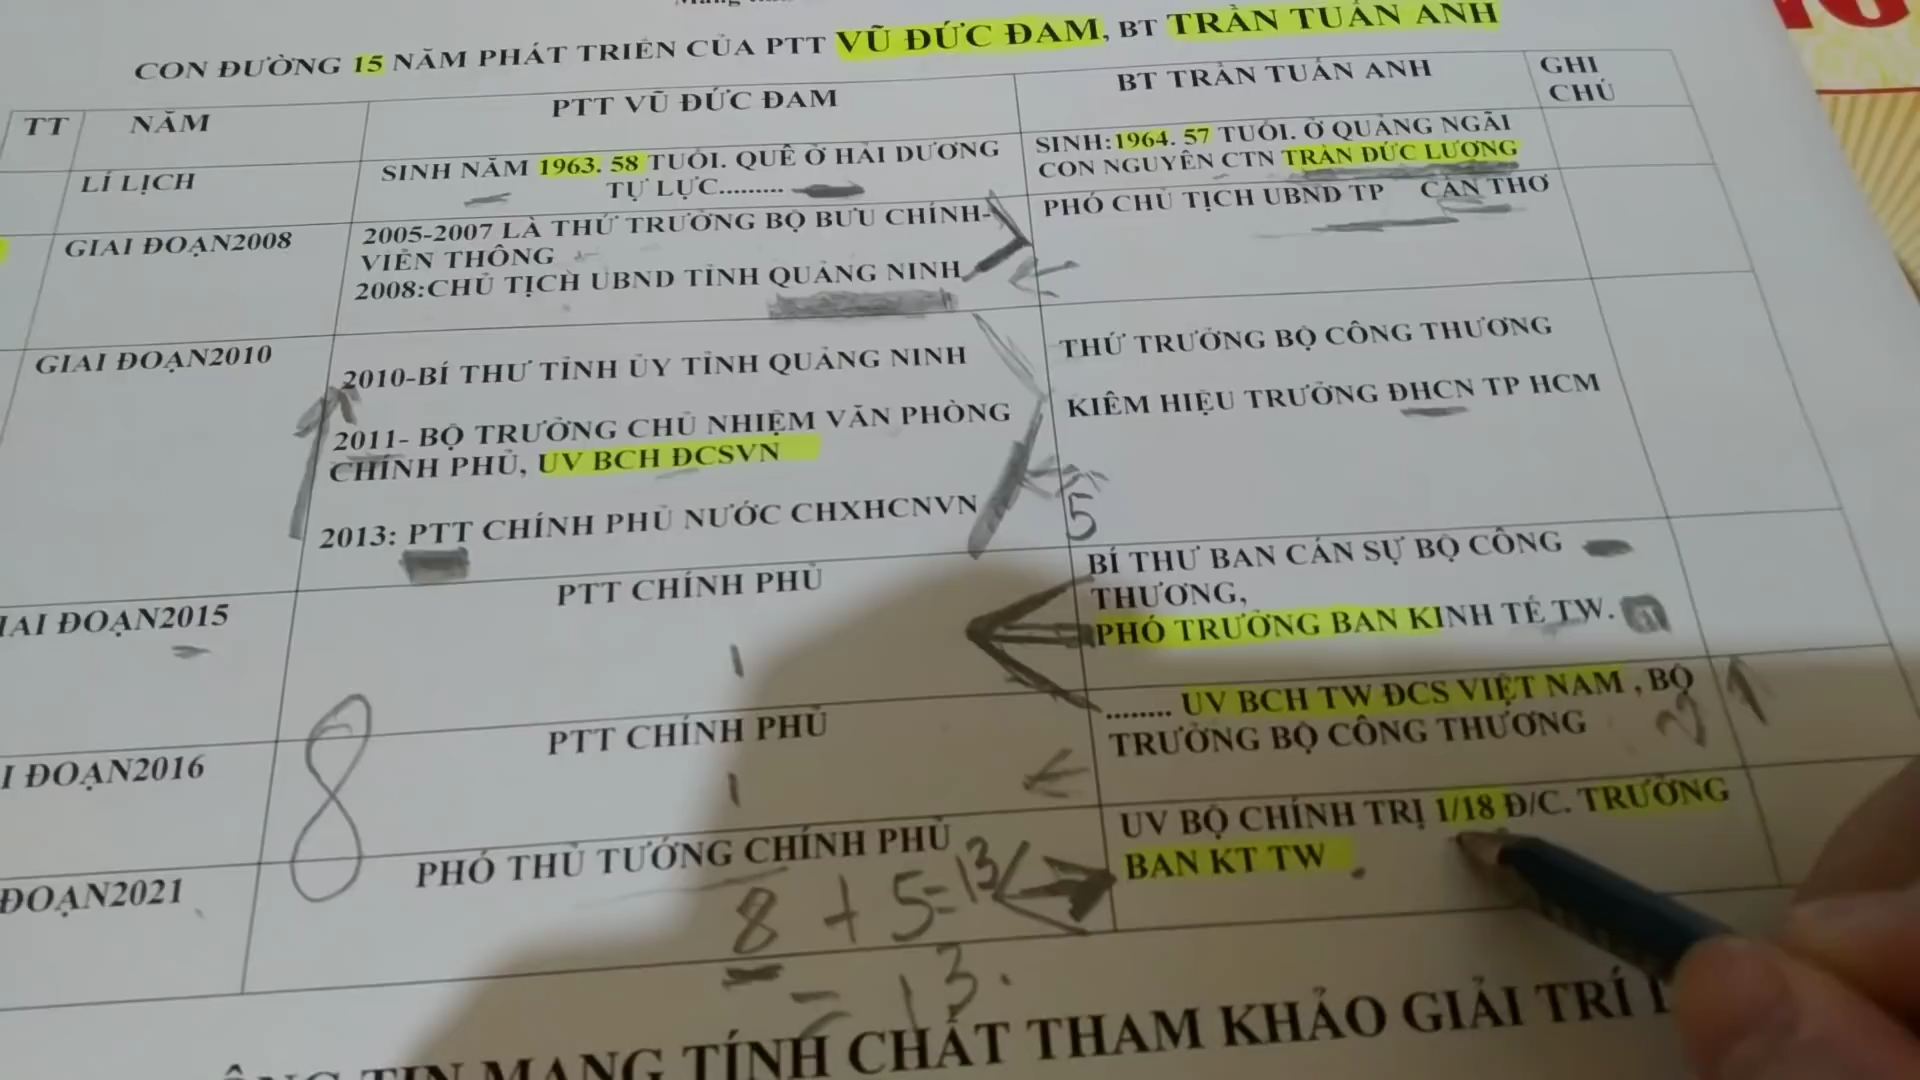 CON ĐƯỜNG 15 NĂM PHÁT TRIỂN CỦA PTT VŨ ĐỨC ĐAM, BT TRẦN TUẤN ANH
TT NĂM PTT VŨ ĐỨC ĐAM BT TRẦN TUẤN ANH GHI
CHÚ
LÍ LỊCH
SINH NĂM 1963. 58 TUỔI. QUÊ Ở HẢI DƯƠNG
TỰ LỰC.........
SINH:1964. 57 TUỔI. Ở QUẢNG NGÃI
CON NGUYÊN CTN TRẦN ĐỨC LƯƠNG
GIAI ĐOẠN2008
2005-2007 LÀ THỨ TRƯỞNG BỘ BƯU CHÍNH-
VIỄN THÔNG
2008:CHỦ TỊCH UBND TỈNH QUẢNG NINH
PHÓ CHỦ TỊCH UBND TP CẦN THƠ
GIAI ĐOẠN2010
2010-BÍ THƯ TỈNH ỦY TỈNH QUẢNG NINH
2011- BỘ TRƯỞNG CHỦ NHIỆM VĂN PHÒNG
CHÍNH PHỦ, UV BCH ĐCSVN
2013: PTT CHÍNH PHỦ NƯỚC CHXHCNVN
THỨ TRƯỞNG BỘ CÔNG THƯƠNG
KIÊM HIỆU TRƯỞNG ĐHCN TP HCM
5
IAI ĐOẠN2015
PTT CHÍNH PHỦ
1
BÍ THƯ BAN CÁN SỰ BỘ CÔNG
THƯƠNG,
PHÓ TRƯỞNG BAN KINH TẾ TW.
8
I ĐOẠN2016
PTT CHÍNH PHỦ
1
........ UV BCH TW ĐCS VIỆT NAM , BỘ
TRƯỞNG BỘ CÔNG THƯƠNG
ĐOẠN2021
PHÓ THỦ TƯỚNG CHÍNH PHỦ
UV BỘ CHÍNH TRỊ 1/18 Đ/C. TRƯỞNG
BAN KT TW
8 + 5=13
= 13.
TIN MANG TÍNH CHẤT THAM KHẢO GIẢI TRÍ